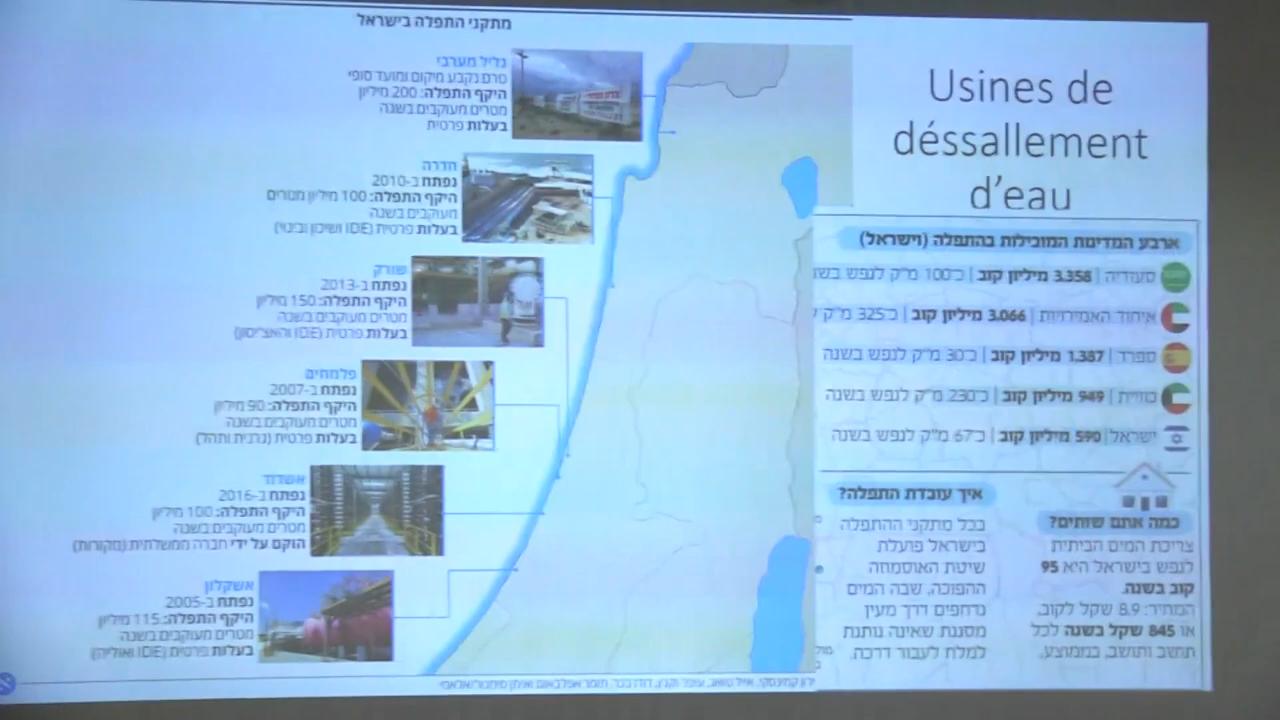 מתקני התפלה בישראל
Usines de
déssallement
d'eau
גליל מערבי
טרם נקבע מיקום ומועד סופי
היקף התפלה: 200 מיליון
מטרים מעוקבים בשנה
בעלות פרטית
חדרה
נפתח ב-2010
היקף התפלה: 100 מיליון מטרים
מעוקבים בשנה
בעלות פרטית (IDE ושיכון ובינוי)
שורק
נפתח ב-2013
היקף התפלה: 150 מיליון
מטרים מעוקבים בשנה
בעלות פרטית (IDE והאצ'יסון)
פלמחים
נפתח ב-2007
היקף התפלה: 90 מיליון
מטרים מעוקבים בשנה
בעלות פרטית (גרנית ותהל)
אשדוד
נפתח ב-2016
היקף התפלה: 100 מיליון
מטרים מעוקבים בשנה
הוקם על ידי חברה ממשלתית (מקורות)
אשקלון
נפתח ב-2005
היקף התפלה: 115 מיליון
מטרים מעוקבים בשנה
בעלות פרטית (IDE ואוליה)
ארבע המדינות המובילות בהתפלה (וישראל)
סעודיה | 3.358 מיליון קוב | כ־100 מ"ק לנפש
איחוד האמירויות | 3.066 מיליון קוב | כ־325 מ"ק
ספרד | 1.387 מיליון קוב | כ־30 מ"ק לנפש בשנה
כווית | 949 מיליון קוב | כ־230 מ"ק לנפש בשנה
ישראל | 590 מיליון קוב | כ־67 מ"ק לנפש בשנה
כמה אתם שותים?
צריכת המים הביתית
לנפש בישראל היא 95
קוב בשנה.
המחיר: 8.9 שקל לקוב,
או 845 שקל בשנה לכל
תושב ותושב, בממוצע.
איך עובדת התפלה?
בכל מתקני ההתפלה
בישראל פועלת
שיטת האוסמוזה
ההפוכה, שבה המים
נדחפים דרך מעין
מסננת שאינה נותנת
למלח לעבור דרכה.